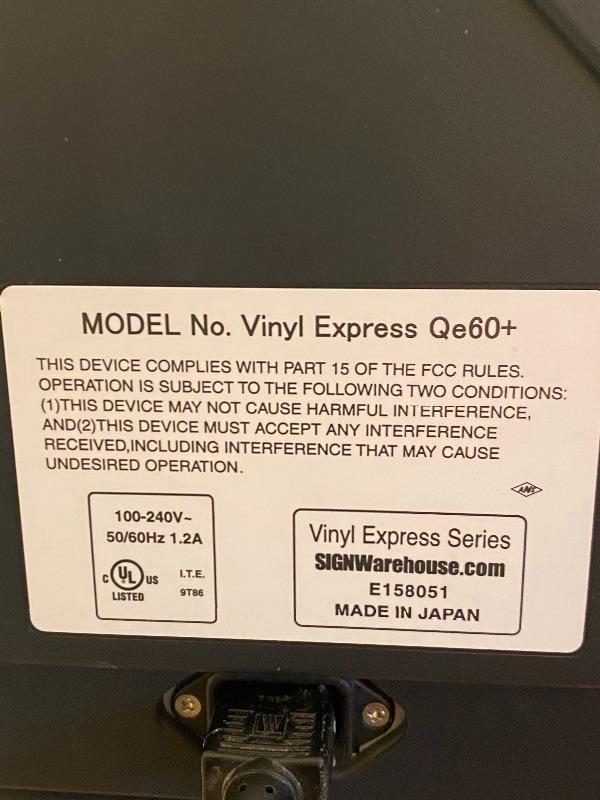 MODEL No. Vinyl Express Qe60+
THIS DEVICE COMPLIES WITH PART 15 OF THE FCC RULES.
OPERATION IS SUBJECT TO THE FOLLOWING TWO CONDITIONS:
(1)THIS DEVICE MAY NOT CAUSE HARMFUL INTERFERENCE,
AND(2)THIS DEVICE MUST ACCEPT ANY INTERFERENCE
RECEIVED,INCLUDING INTERFERENCE THAT MAY CAUSE
UNDESIRED OPERATION.
100-240V~
50/60Hz 1.2A
C UL US
LISTED
I.T.E.
9T86
Vinyl Express Series
SIGNWarehouse.com
E158051
MADE IN JAPAN